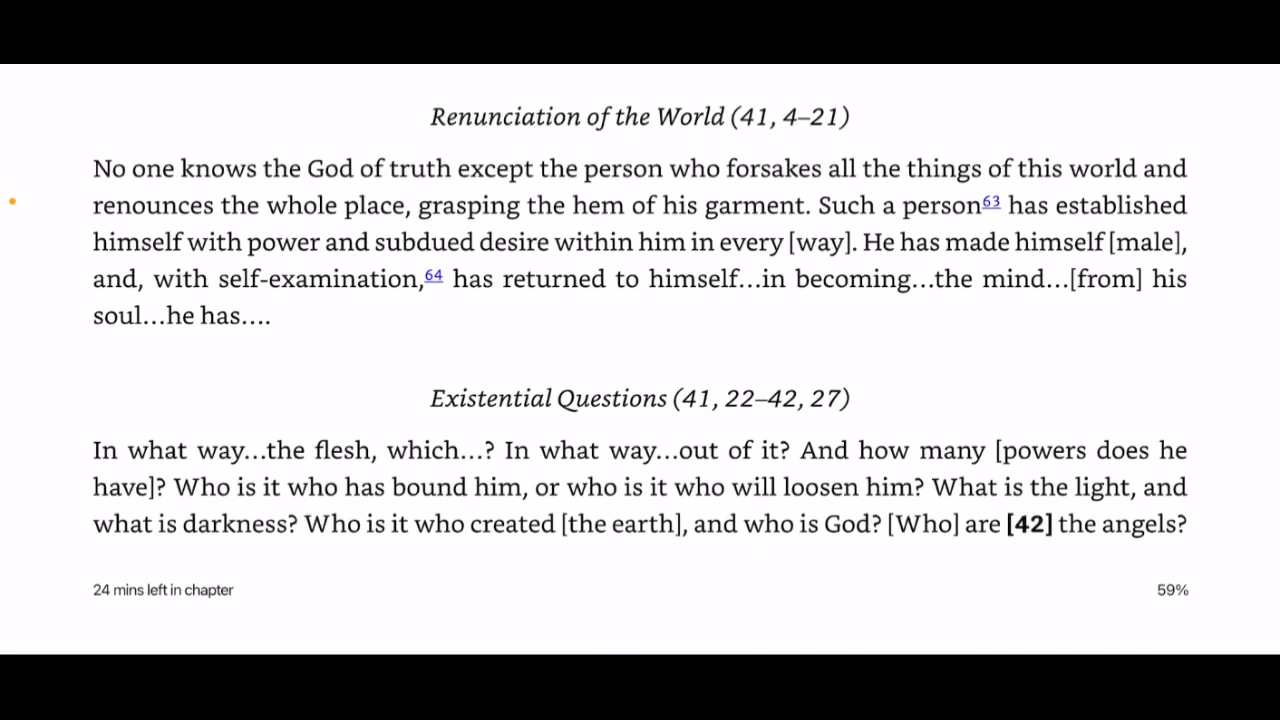 Renunciation of the World (41, 4–21)
No one knows the God of truth except the person who forsakes all the things of this world and
renounces the whole place, grasping the hem of his garment. Such a person63 has established
himself with power and subdued desire within him in every [way]. He has made himself [male],
and, with self-examination,64 has returned to himself…in becoming…the mind…[from] his
soul…he has….
Existential Questions (41, 22–42, 27)
In what way…the flesh, which…? In what way…out of it? And how many [powers does he
have]? Who is it who has bound him, or who is it who will loosen him? What is the light, and
what is darkness? Who is it who created [the earth], and who is God? [Who] are [42] the angels?
24 mins left in chapter
59%